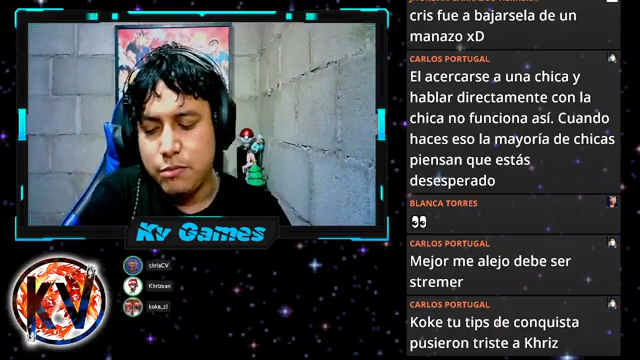 cris fue a bajarsela de un
manazo xD
CARLOS PORTUGAL
El acercarse a una chica y
hablar directamente con la
chica no funciona así. Cuando
haces eso la mayoría de chicas
piensan que estás
desesperado
BLANCA TORRES
CARLOS PORTUGAL
Mejor me alejo debe ser
stremer
CARLOS PORTUGAL
Koke tu tips de conquista
pusieron triste a Khriz
Kv Games
chrisCV
Khrizvan
koke_cl
KV